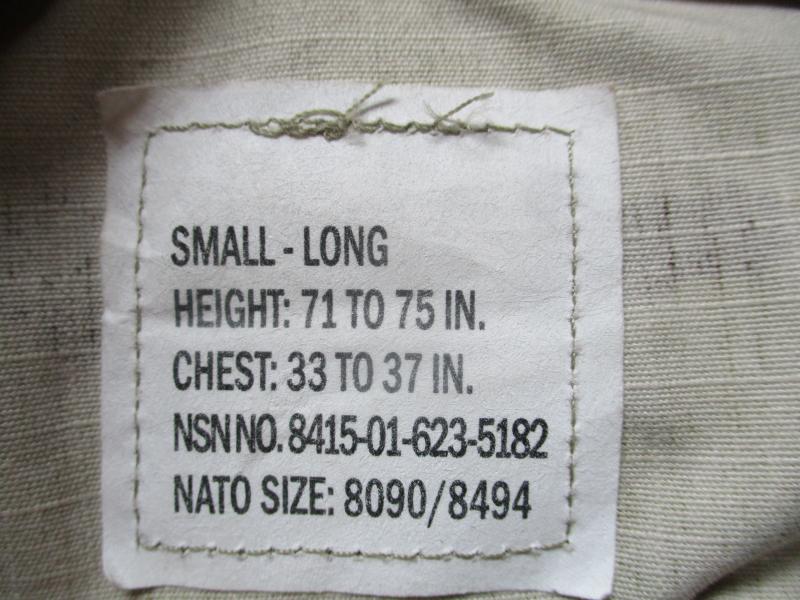 SMALL - LONG
HEIGHT: 71 TO 75 IN.
CHEST: 33 TO 37 IN.
NSN NO. 8415-01-623-5182
NATO SIZE: 8090/8494